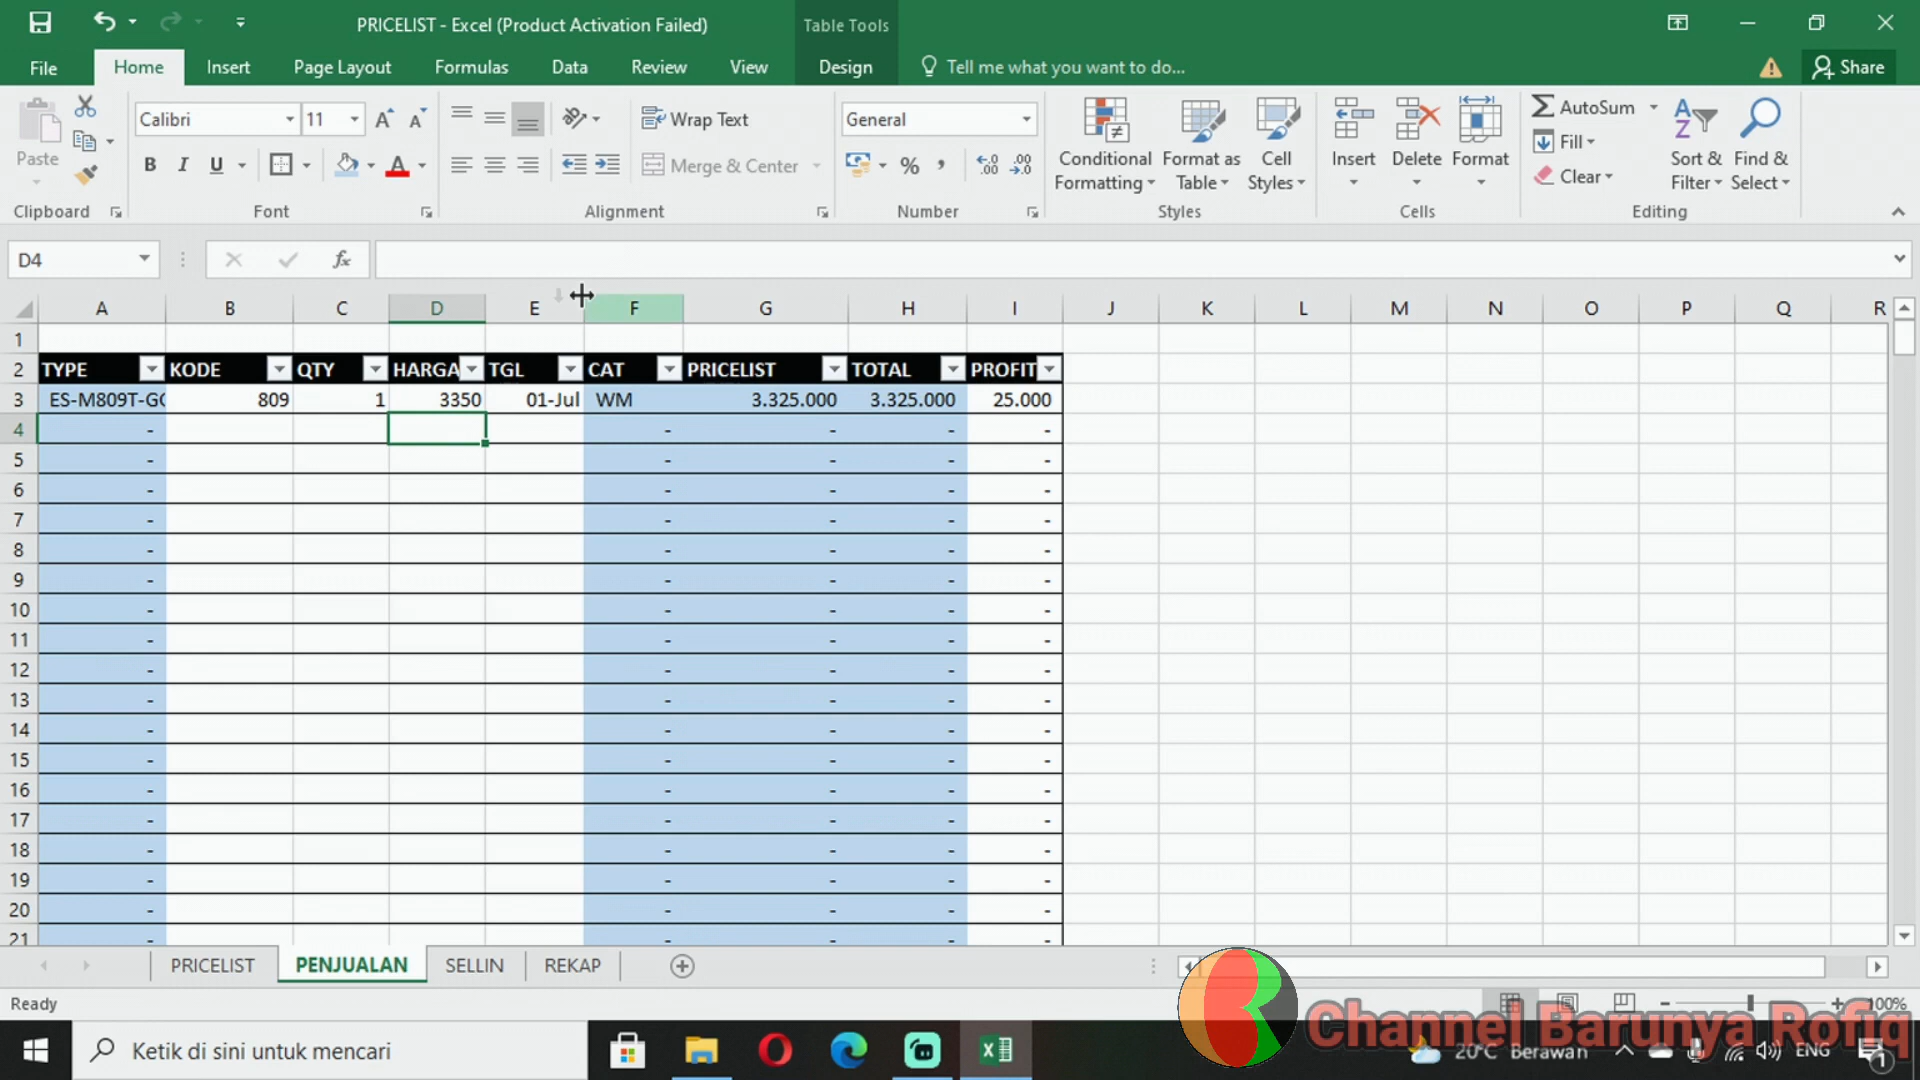 PRICELIST - Excel (Product Activation Failed)
Table Tools
File
Home
Insert
Page Layout
Formulas
Data
Review
View
Design
Tell me what you want to do...
Share
Paste
Clipboard
Calibri
11
B I U
A A
A
Font
Wrap Text
Merge & Center
Alignment
General
%
,
Number
Conditional Formatting
Format as Table
Cell Styles
Styles
Insert
Delete
Format
Cells
AutoSum
Fill
Clear
Sort & Filter
Find & Select
Editing
D4
fx
A B C D E F G H I J K L M N O P Q R
1
2 TYPE KODE QTY HARGA TGL CAT PRICELIST TOTAL PROFIT
3 ES-M809T-GC 809 1 3350 01-Jul WM 3.325.000 3.325.000 25.000
4 - - - - -
5 - - - - -
6 - - - - -
7 - - - - -
8 - - - - -
9 - - - - -
10 - - - - -
11 - - - - -
12 - - - - -
13 - - - - -
14 - - - - -
15 - - - - -
16 - - - - -
17 - - - - -
18 - - - - -
19 - - - - -
20 - - - - -
21 - - - - -
PRICELIST
PENJUALAN
SELLIN
REKAP
Ready
100%
Channel Barunya Rofiq
Ketik di sini untuk mencari
20°C Berawan
ENG
1